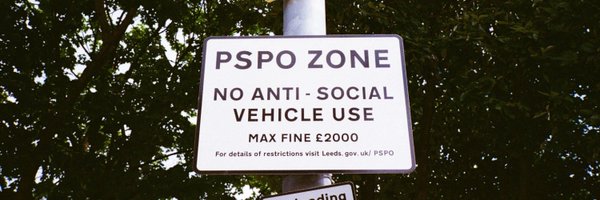 PSPO ZONE
NO ANTI - SOCIAL
VEHICLE USE
MAX FINE £2000
For details of restrictions visit Leeds.gov.uk/ PSPO